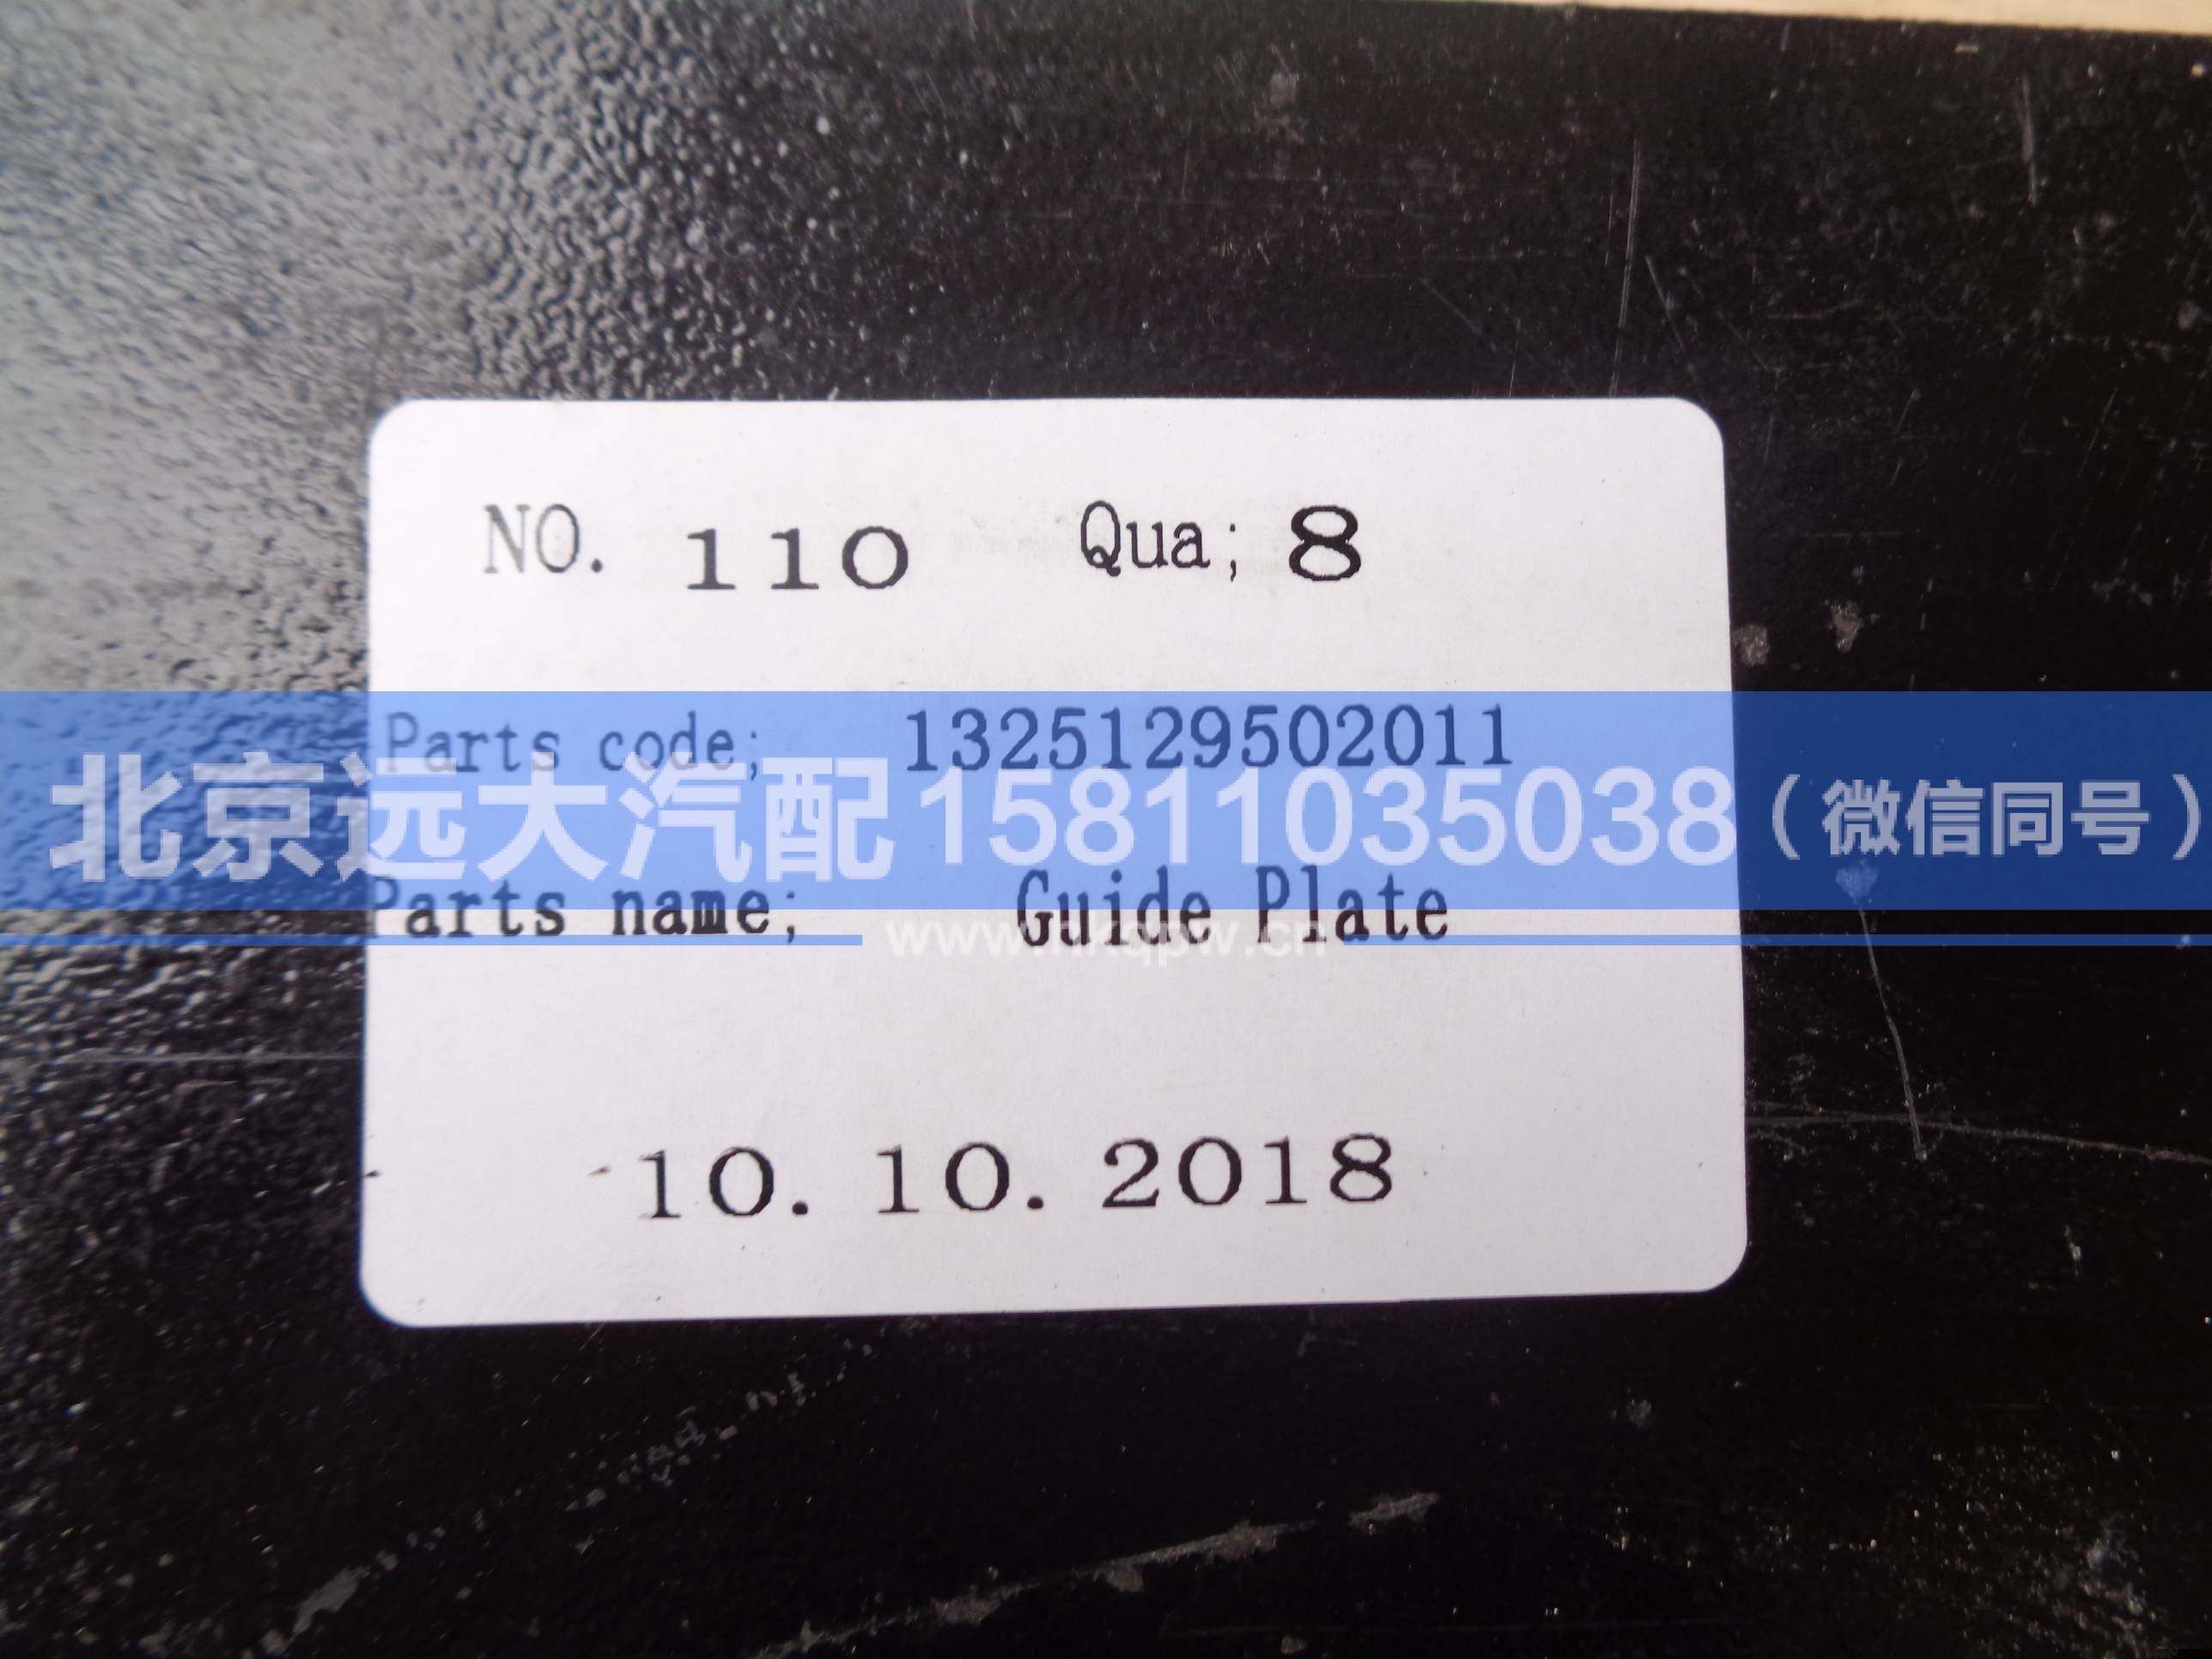 NO. 110 Qua; 8
Parts code; 1325129502011
北京远大汽配15811035038(微信同号)
Parts name; Guide Plate
10.10.2018